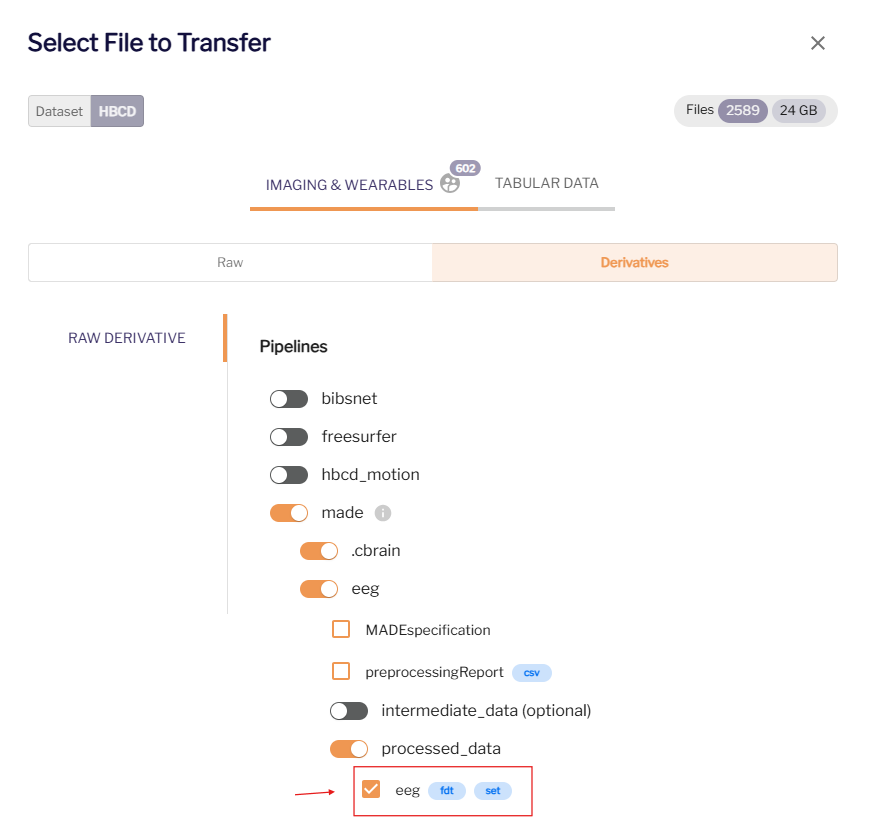 Select File to Transfer
Dataset HBCD
Files 2589 24 GB
IMAGING & WEARABLES 602 TABULAR DATA
Raw Derivatives
RAW DERIVATIVE
Pipelines
bibsnet
freesurfer
hbcd_motion
made i
.cbrain
eeg
MADEspecification
preprocessingReport csv
intermediate_data (optional)
processed_data
eeg fdt set